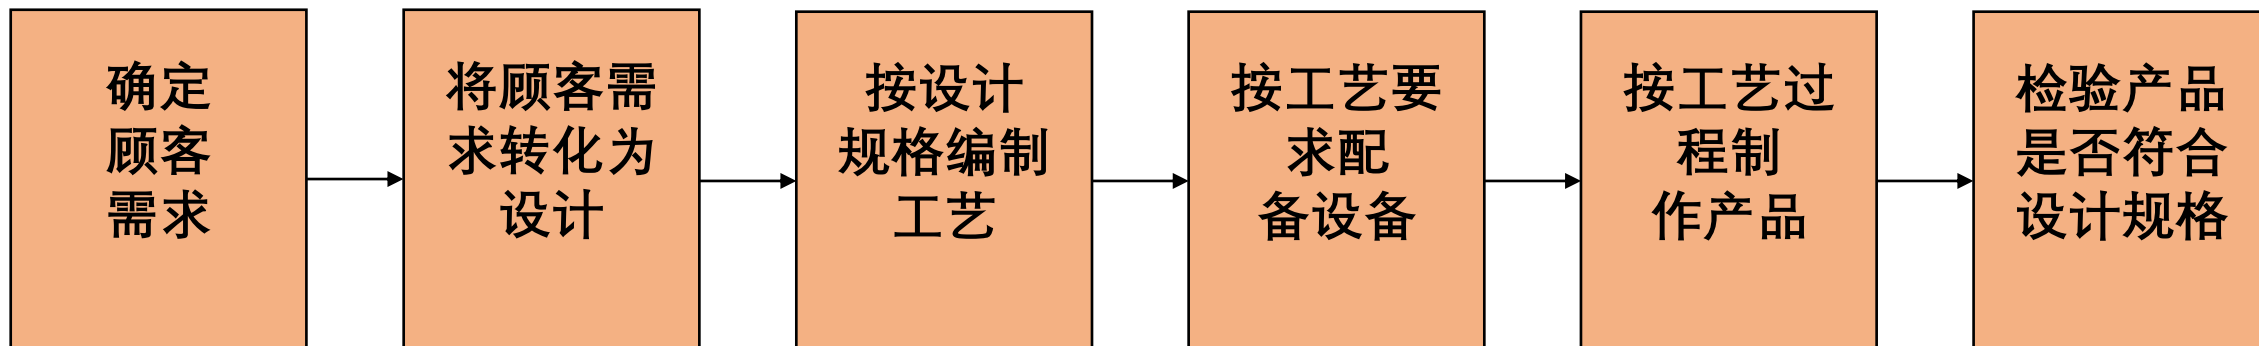 确定
顾客
需求
将顾客需
求转化为
设计
按设计
规格编制
工艺
按工艺要
求配
备设备
按工艺过
程制
作产品
检验产品
是否符合
设计规格